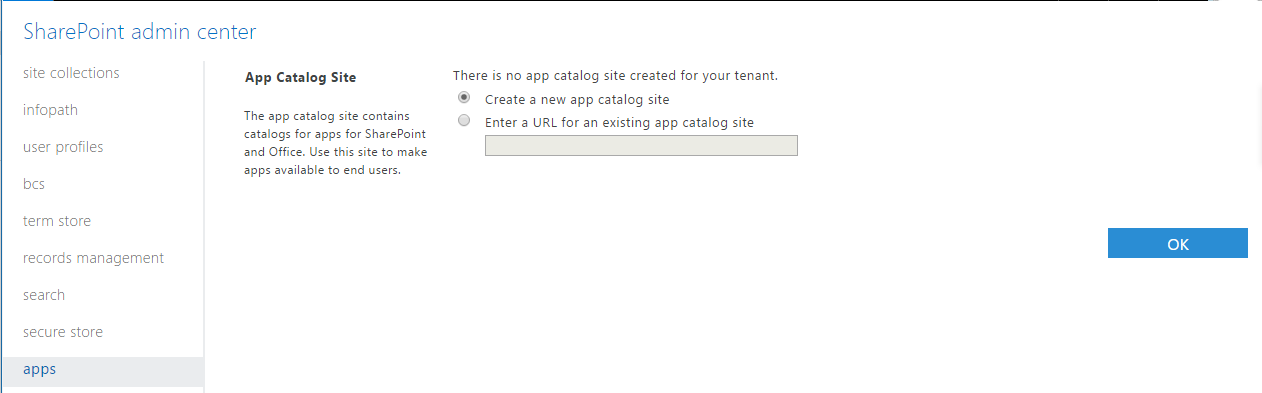 SharePoint admin center
site collections
infopath
user profiles
bcs
term store
records management
search
secure store
apps
App Catalog Site
The app catalog site contains
catalogs for apps for SharePoint
and Office. Use this site to make
apps available to end users.
There is no app catalog site created for your tenant.
Create a new app catalog site
Enter a URL for an existing app catalog site
OK